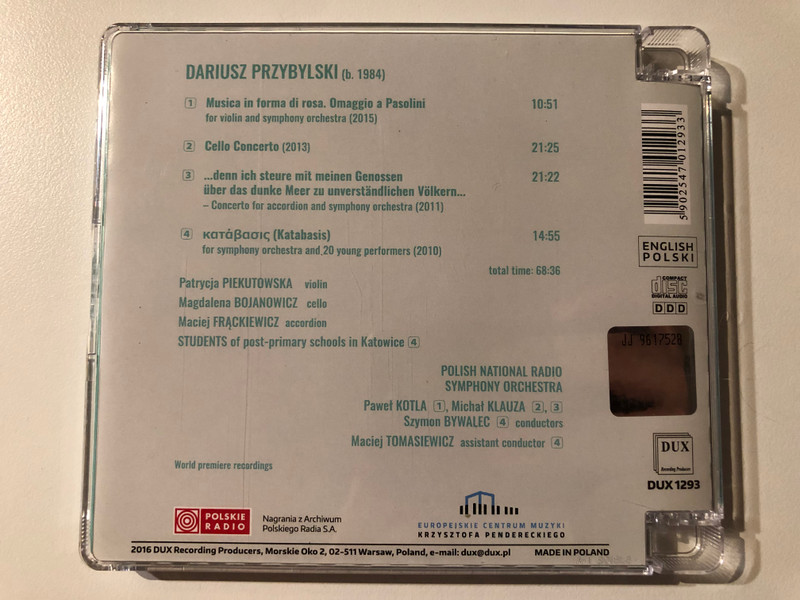 DARIUSZ PRZYBYLSKI (b. 1984)
1 Musica in forma di rosa. Omaggio a Pasolini 10:51
for violin and symphony orchestra (2015)
2 Cello Concerto (2013) 21:25
3 ...denn ich steure mit meinen Genossen 21:22
über das dunke Meer zu unverständlichen Völkern...
– Concerto for accordion and symphony orchestra (2011)
4 κατάβασις (Katabasis) 14:55
for symphony orchestra and 20 young performers (2010)
total time: 68:36
Patrycja PIEKUTOWSKA violin
Magdalena BOJANOWICZ cello
Maciej FRĄCKIEWICZ accordion
STUDENTS of post-primary schools in Katowice 4
POLISH NATIONAL RADIO
SYMPHONY ORCHESTRA
Paweł KOTLA 1, Michał KLAUZA 2, 3
Szymon BYWALEC 4 conductors
Maciej TOMASIEWICZ assistant conductor 4
World premiere recordings
POLSKIE
RADIO
Nagrania z Archiwum
Polskiego Radia S.A.
EUROPEJSKIE CENTRUM MUZYKI
KRZYSZTOFA PENDERECKIEGO
2016 DUX Recording Producers, Morskie Oko 2, 02-511 Warsaw, Poland, e-mail: dux@dux.pl MADE IN POLAND
5 902547 012933
ENGLISH
POLSKI
COMPACT
disc
DIGITAL AUDIO
DDD
JJ 9617528
DUX
Recording Producers
DUX 1293